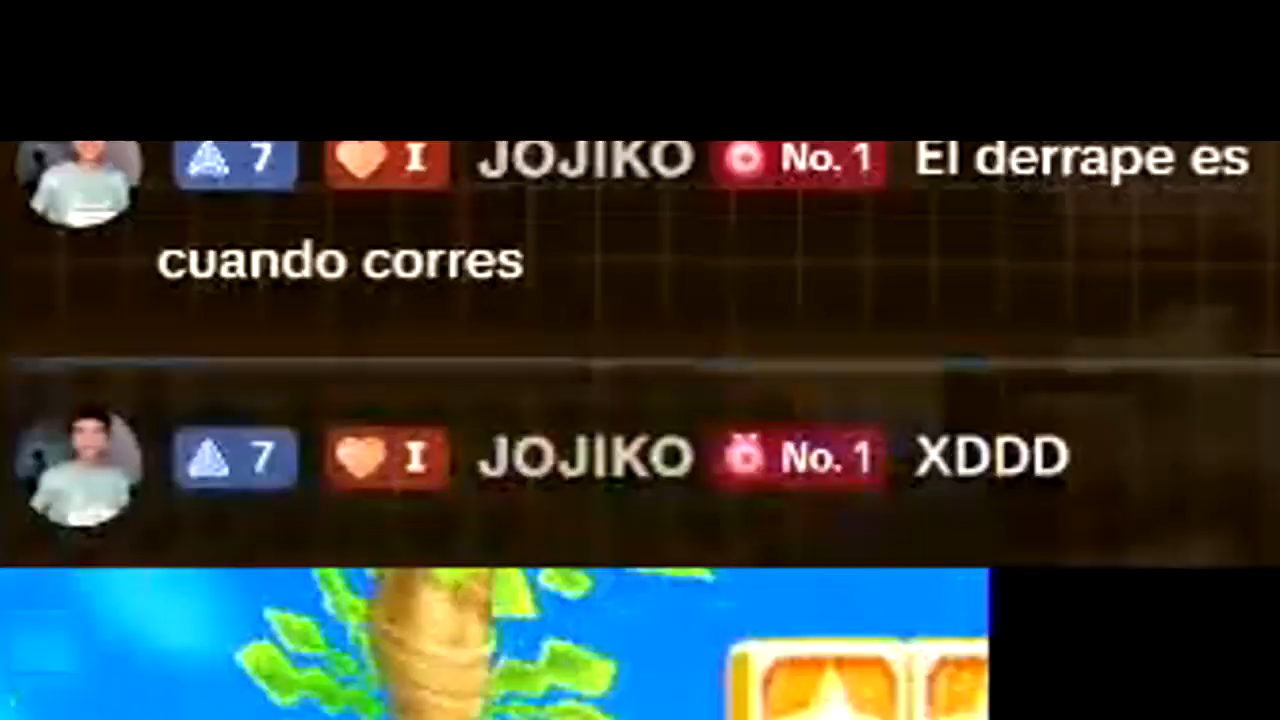 7 I JOJIKO No. 1 El derrape es
cuando corres
7 I JOJIKO No. 1 XDDD